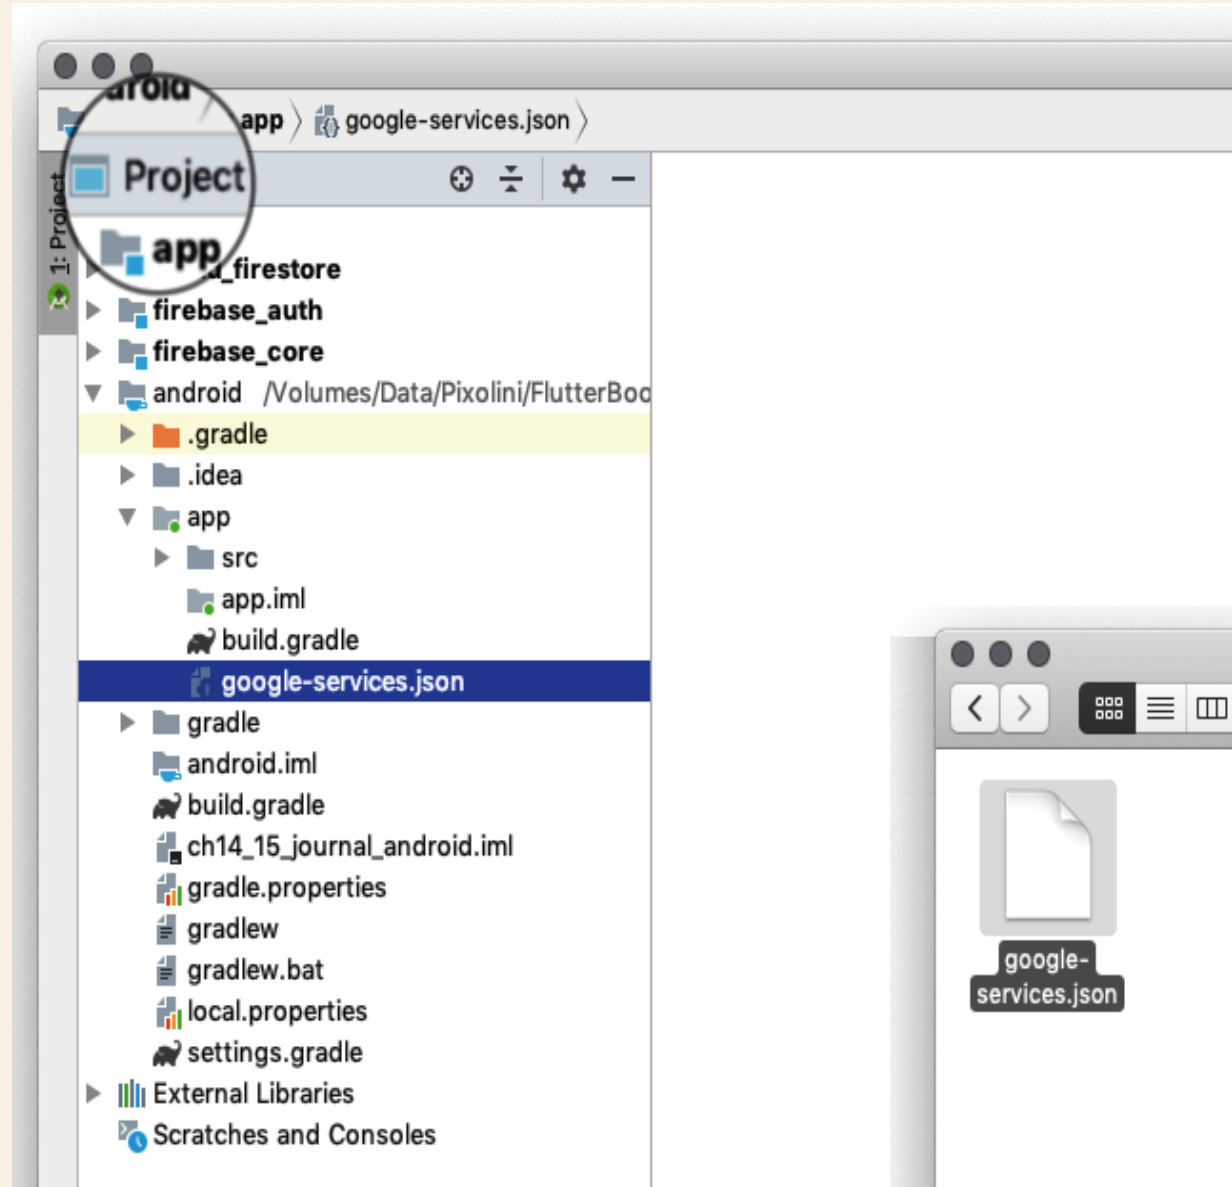 android
app
google-services.json
Project
1: Project
app
_firestore
firebase_auth
firebase_core
android /Volumes/Data/Pixolini/FlutterBoo
.gradle
.idea
app
src
app.iml
build.gradle
google-services.json
gradle
android.iml
build.gradle
ch14_15_journal_android.iml
gradle.properties
gradlew
gradlew.bat
local.properties
settings.gradle
External Libraries
Scratches and Consoles
google-
services.json